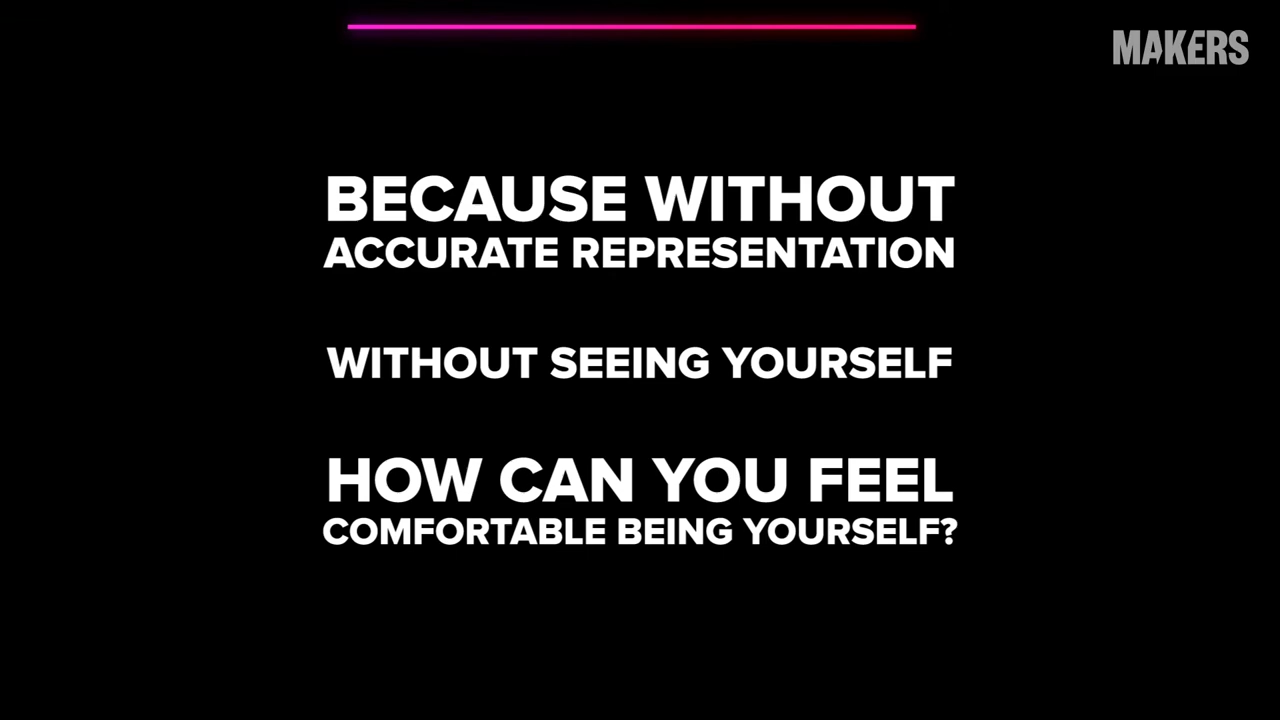 MAKERS
BECAUSE WITHOUT
ACCURATE REPRESENTATION
WITHOUT SEEING YOURSELF
HOW CAN YOU FEEL
COMFORTABLE BEING YOURSELF?